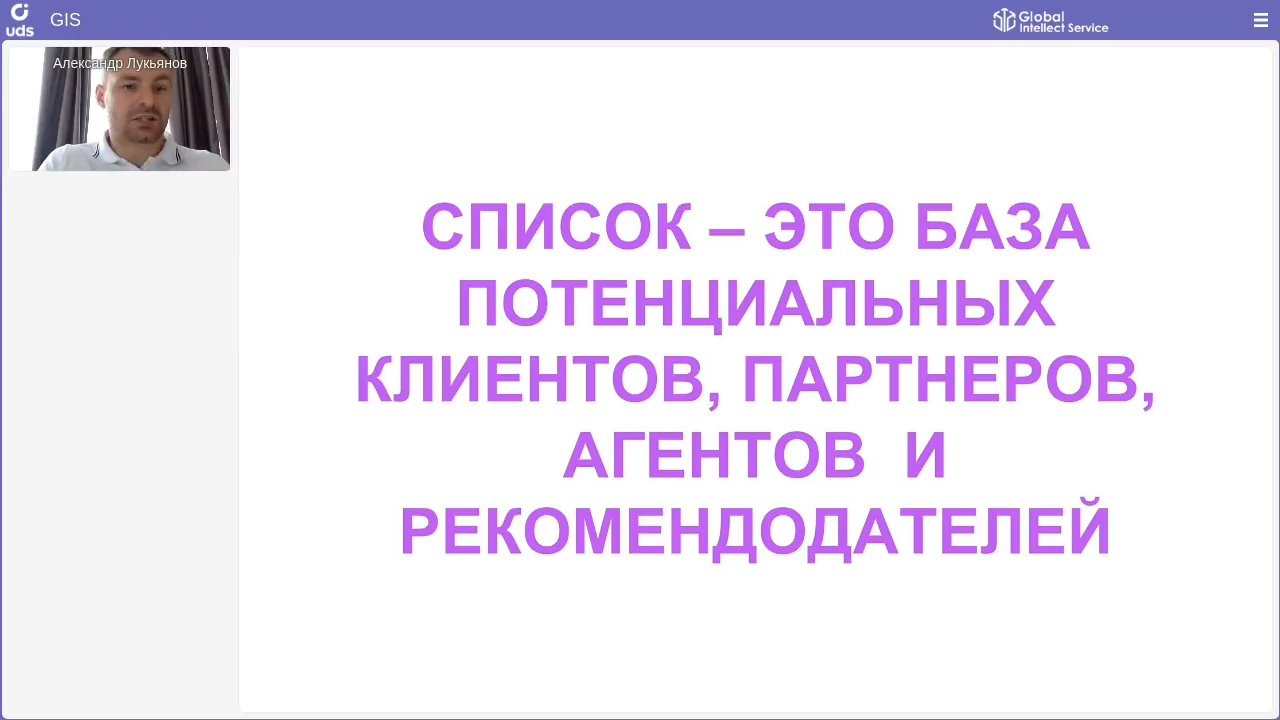 uds
GIS
Global
Intellect Service
Александр Лукьянов
СПИСОК – ЭТО БАЗА
ПОТЕНЦИАЛЬНЫХ
КЛИЕНТОВ, ПАРТНЕРОВ,
АГЕНТОВ  И
РЕКОМЕНДОДАТЕЛЕЙ